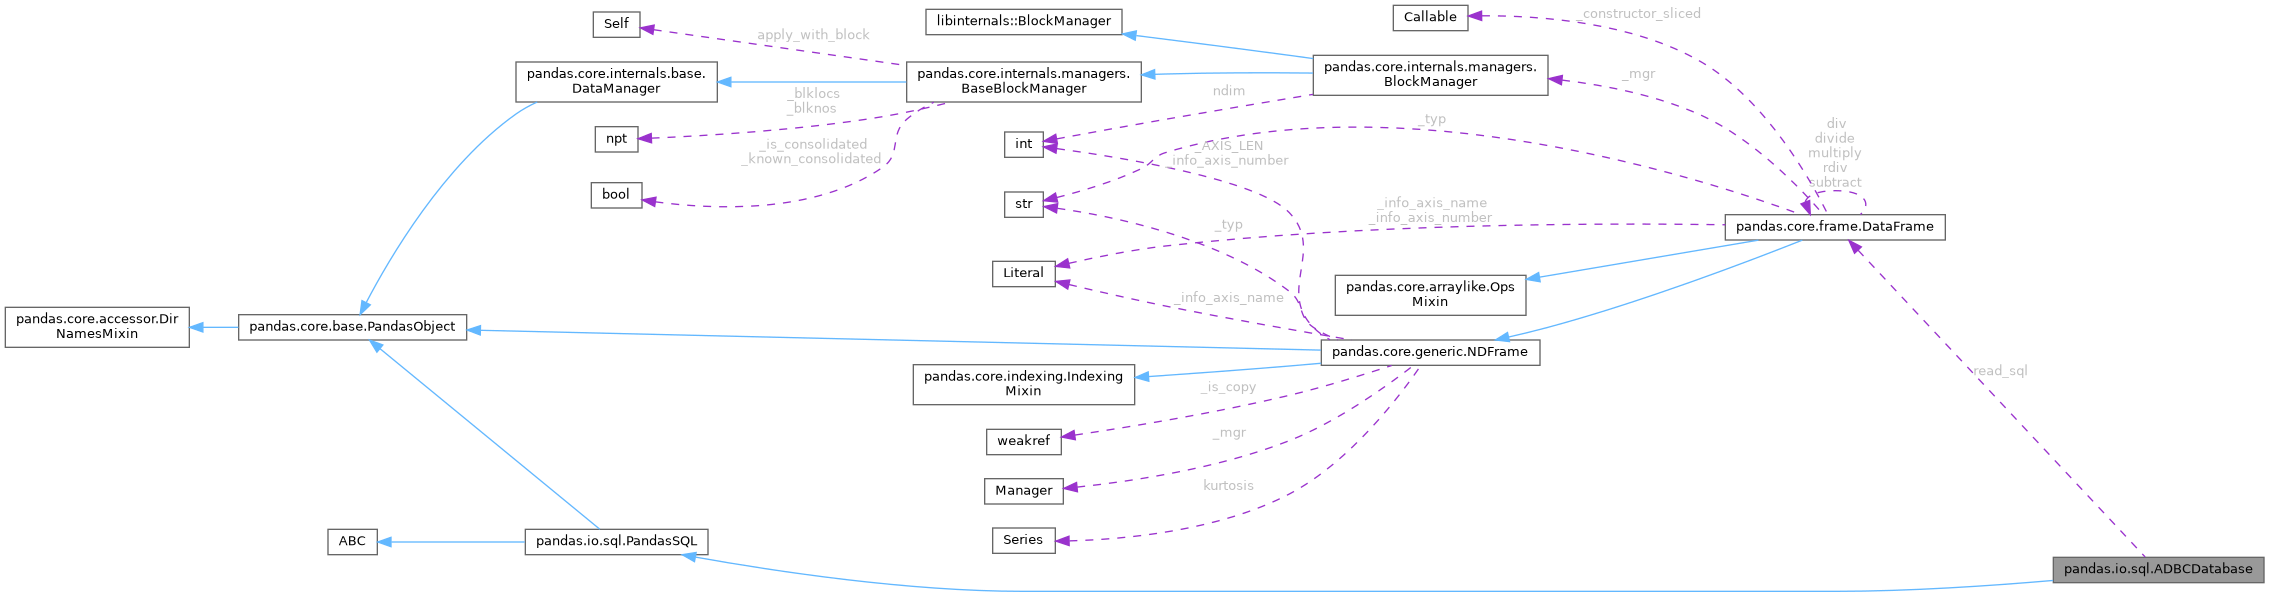 Self
libinternals::BlockManager
Callable
_constructor_sliced
apply_with_block
pandas.core.internals.base.
DataManager
pandas.core.internals.managers.
BaseBlockManager
pandas.core.internals.managers.
BlockManager
_mgr
_blklocs
_blknos
ndim
npt
int
_typ
div
divide
multiply
rdiv
subtract
_is_consolidated
_known_consolidated
_AXIS_LEN
_info_axis_number
bool
str
_info_axis_name
_info_axis_number
_typ
pandas.core.frame.DataFrame
Literal
pandas.core.arraylike.Ops
Mixin
_info_axis_name
pandas.core.accessor.Dir
NamesMixin
pandas.core.base.PandasObject
pandas.core.generic.NDFrame
pandas.core.indexing.Indexing
Mixin
_is_copy
read_sql
weakref
_mgr
Manager
kurtosis
Series
ABC
pandas.io.sql.PandasSQL
pandas.io.sql.ADBCDatabase